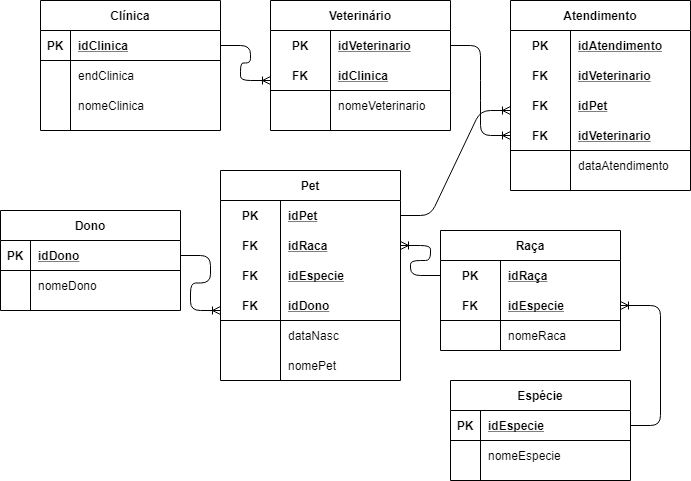 Clínica
PK idClinica
endClinica
nomeClinica
Veterinário
PK idVeterinario
FK idClinica
nomeVeterinario
Atendimento
PK idAtendimento
FK idVeterinario
FK idPet
FK idVeterinario
dataAtendimento
Dono
PK idDono
nomeDono
Pet
PK idPet
FK idRaca
FK idEspecie
FK idDono
dataNasc
nomePet
Raça
PK idRaça
FK idEspecie
nomeRaca
Espécie
PK idEspecie
nomeEspecie